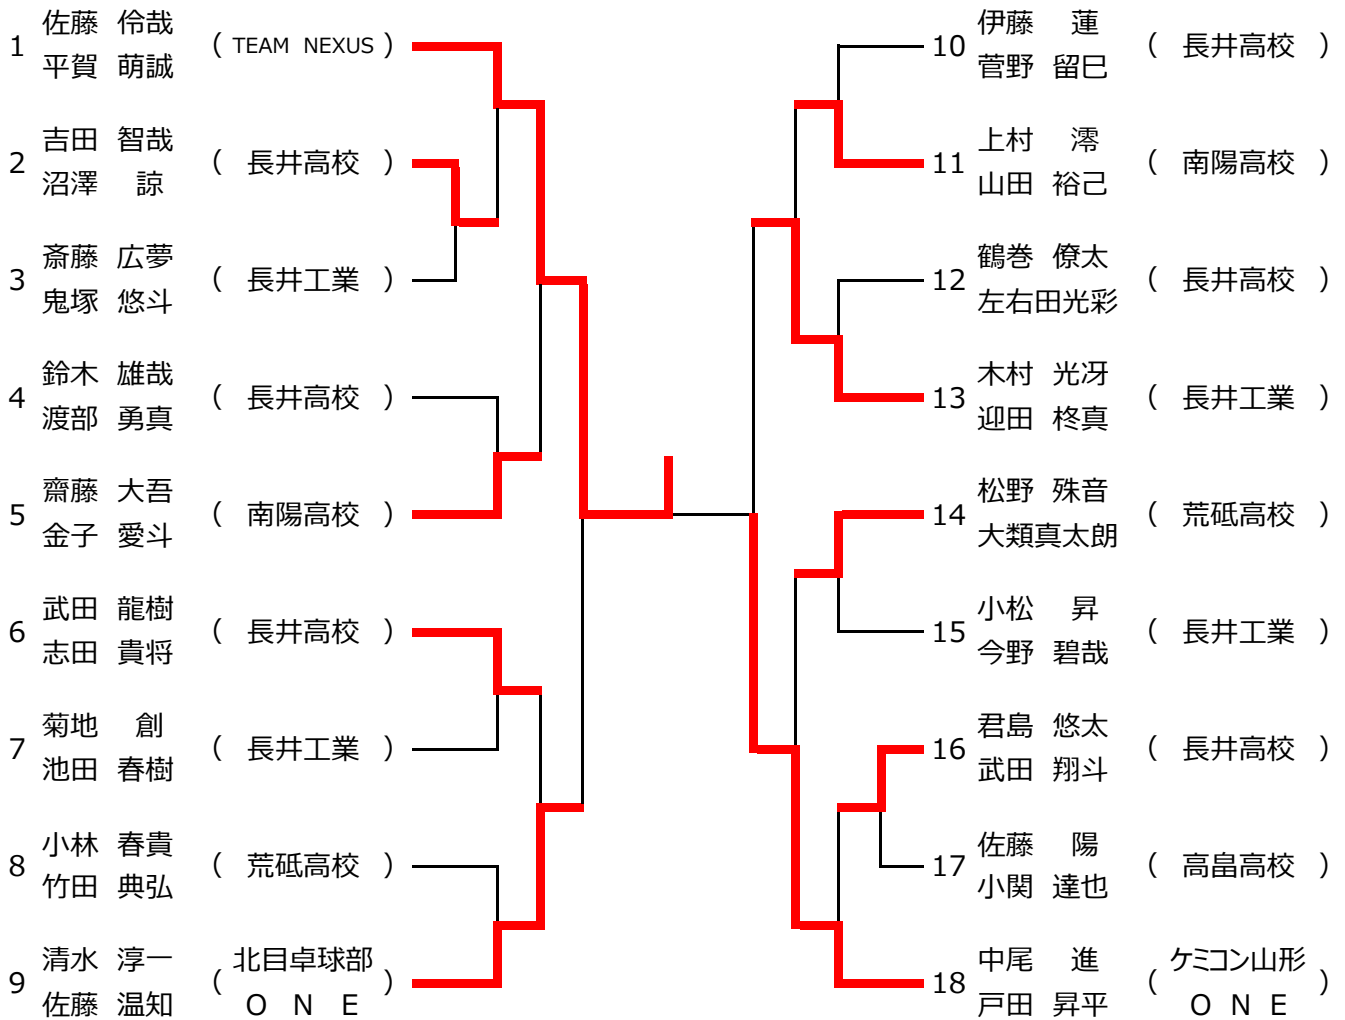 1 佐藤 伶哉 ( TEAM NEXUS )
平賀 萌誠
2 吉田 智哉 ( 長井高校 )
沼澤 諒
3 斎藤 広夢 ( 長井工業 )
鬼塚 悠斗
4 鈴木 雄哉 ( 長井高校 )
渡部 勇真
5 齋藤 大吾 ( 南陽高校 )
金子 愛斗
6 武田 龍樹 ( 長井高校 )
志田 貴将
7 菊地 創 ( 長井工業 )
池田 春樹
8 小林 春貴 ( 荒砥高校 )
竹田 典弘
9 清水 淳一 ( 北目卓球部
佐藤 温知 ＯＮＥ )
10 伊藤 蓮 ( 長井高校 )
菅野 留巳
11 上村 澪 ( 南陽高校 )
山田 裕己
12 鶴巻 僚太 ( 長井高校 )
左右田光彩
13 木村 光冴 ( 長井工業 )
迎田 柊真
14 松野 殊音 ( 荒砥高校 )
大類真太朗
15 小松 昇 ( 長井工業 )
今野 碧哉
16 君島 悠太 ( 長井高校 )
武田 翔斗
17 佐藤 陽 ( 高畠高校 )
小関 達也
18 中尾 進 ( ケミコン山形
戸田 昇平 ＯＮＥ )